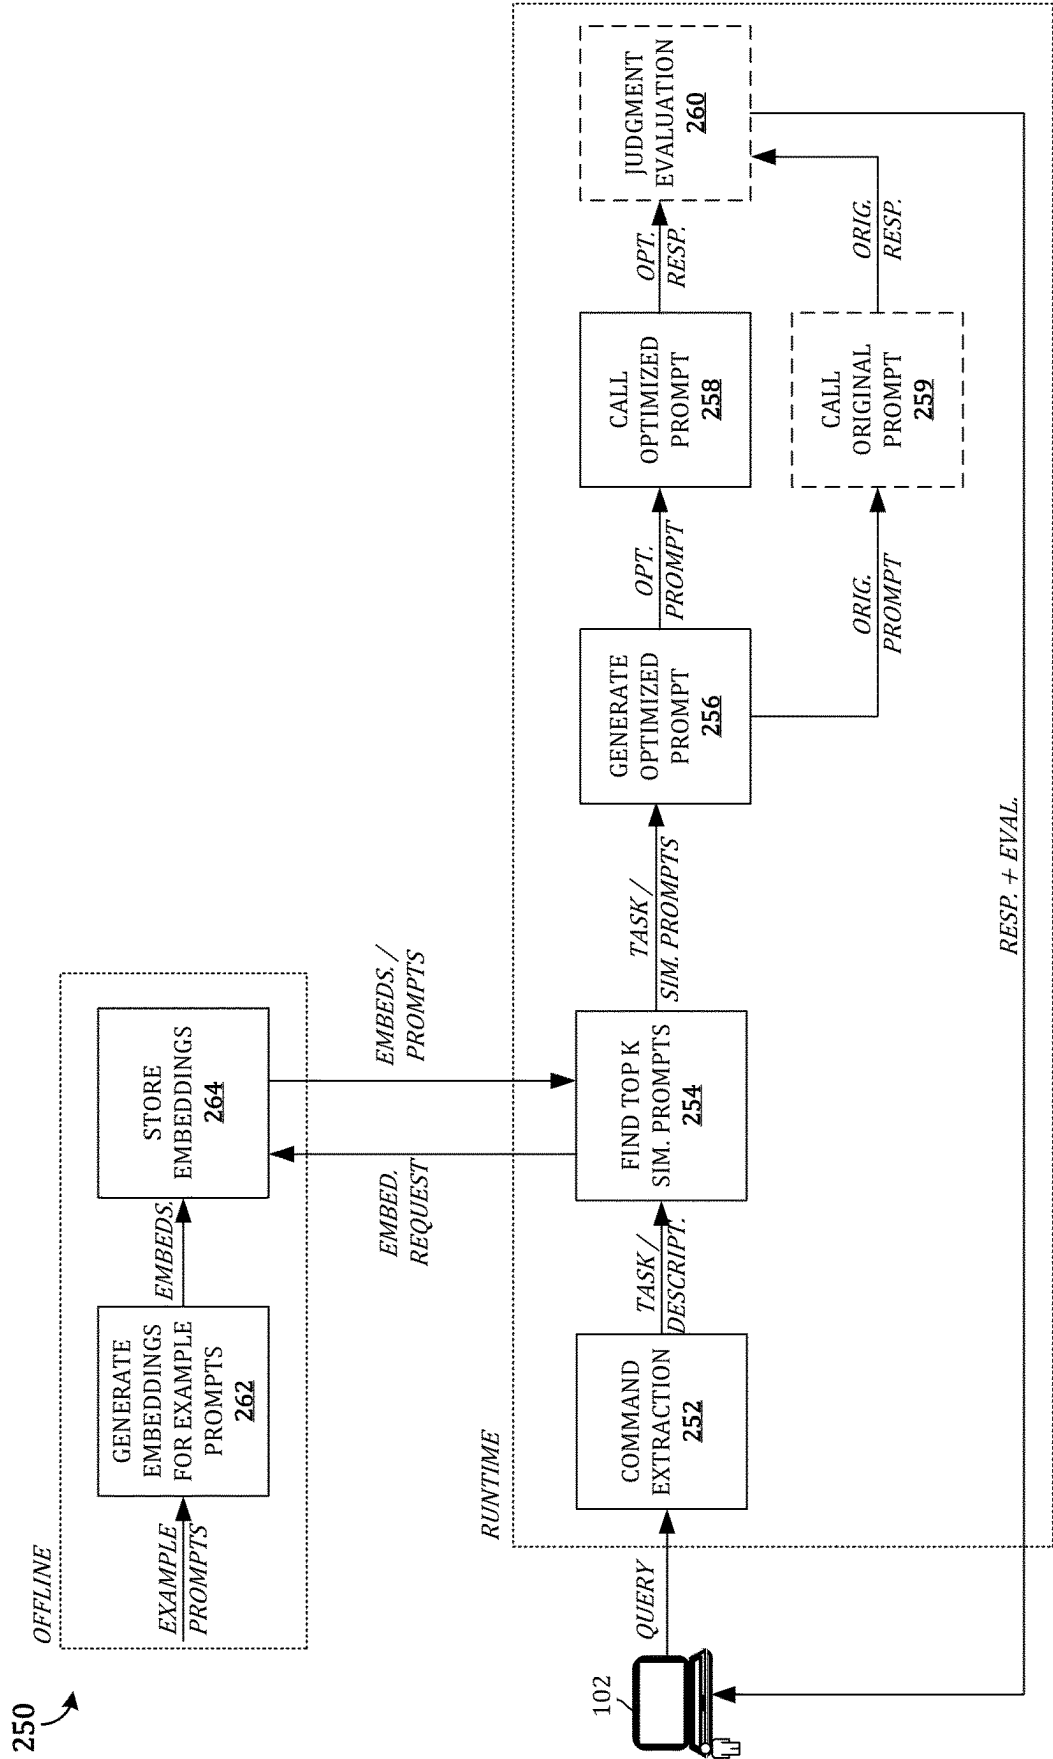 250
OFFLINE
EXAMPLE
PROMPTS
GENERATE
EMBEDDINGS
FOR EXAMPLE
PROMPTS
262
EMBEDS.
STORE
EMBEDDINGS
264
EMBED.
REQUEST
EMBEDS. /
PROMPTS
RUNTIME
102
QUERY
COMMAND
EXTRACTION
252
TASK /
DESCRIPT.
FIND TOP K
SIM. PROMPTS
254
TASK /
SIM. PROMPTS
GENERATE
OPTIMIZED
PROMPT
256
OPT.
PROMPT
CALL
OPTIMIZED
PROMPT
258
OPT.
RESP.
JUDGMENT
EVALUATION
260
ORIG.
PROMPT
CALL
ORIGINAL
PROMPT
259
ORIG.
RESP.
RESP. + EVAL.